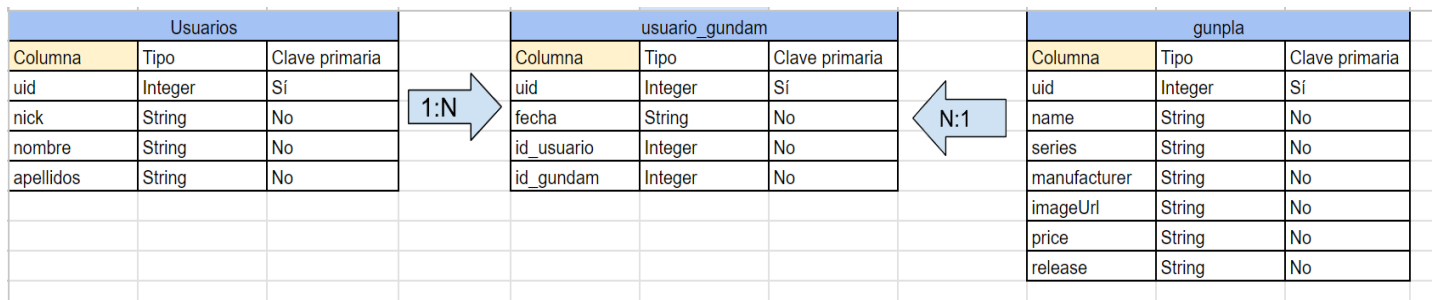 Usuarios
Columna Tipo Clave primaria
uid Integer Sí
nick String No
nombre String No
apellidos String No
1:N
usuario_gundam
Columna Tipo Clave primaria
uid Integer Sí
fecha String No
id_usuario Integer No
id_gundam Integer No
N:1
gunpla
Columna Tipo Clave primaria
uid Integer Sí
name String No
series String No
manufacturer String No
imageUrl String No
price String No
release String No